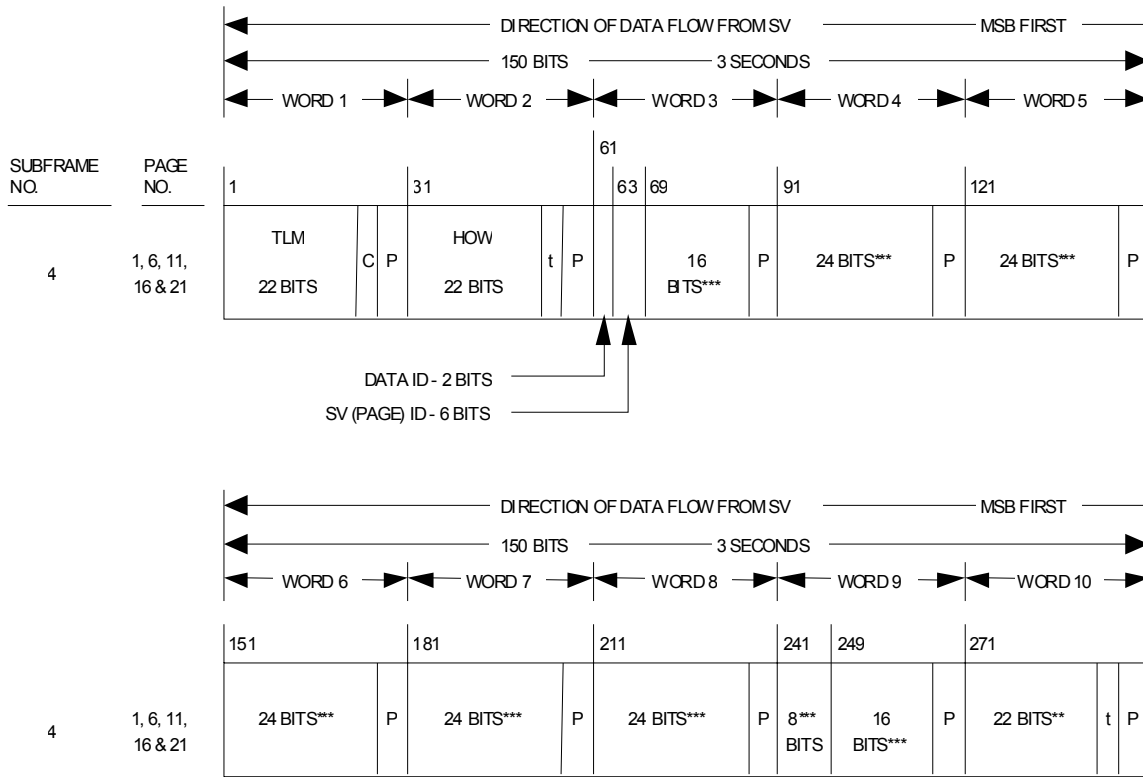 DIRECTION OF DATA FLOW FROM SV MSB FIRST
150 BITS 3 SECONDS
WORD 1 WORD 2 WORD 3 WORD 4 WORD 5
61
SUBFRAME PAGE
NO. NO. 1 31 63 69 91 121
TLM HOW
4 1, 6, 11, C P t P 16 P 24 BITS*** P 24 BITS*** P
16 & 21 22 BITS 22 BITS BITS***
DATA ID - 2 BITS
SV (PAGE) ID - 6 BITS
DIRECTION OF DATA FLOW FROM SV MSB FIRST
150 BITS 3 SECONDS
WORD 6 WORD 7 WORD 8 WORD 9 WORD 10
151 181 211 241 249 271
4 1, 6, 11, 24 BITS*** P 24 BITS*** P 24 BITS*** P 8*** 16 P 22 BITS** t P
16 & 21 BITS BITS***